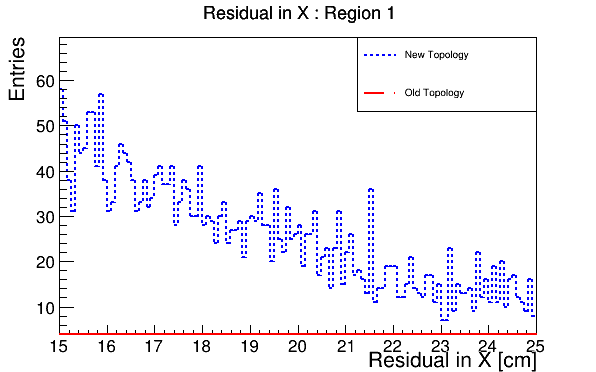 Residual in X : Region 1
Entries
New Topology
Old Topology
60
50
40
30
20
10
15 16 17 18 19 20 21 22 23 24 25
Residual in X [cm]